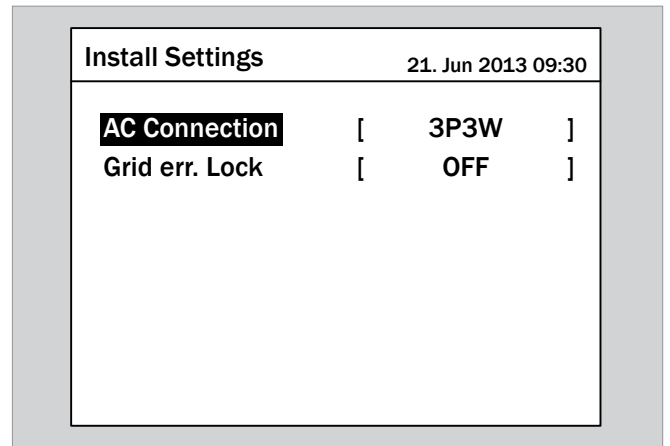 Install Settings 21. Jun 2013 09:30
AC Connection [ 3P3W ]
Grid err. Lock [ OFF ]